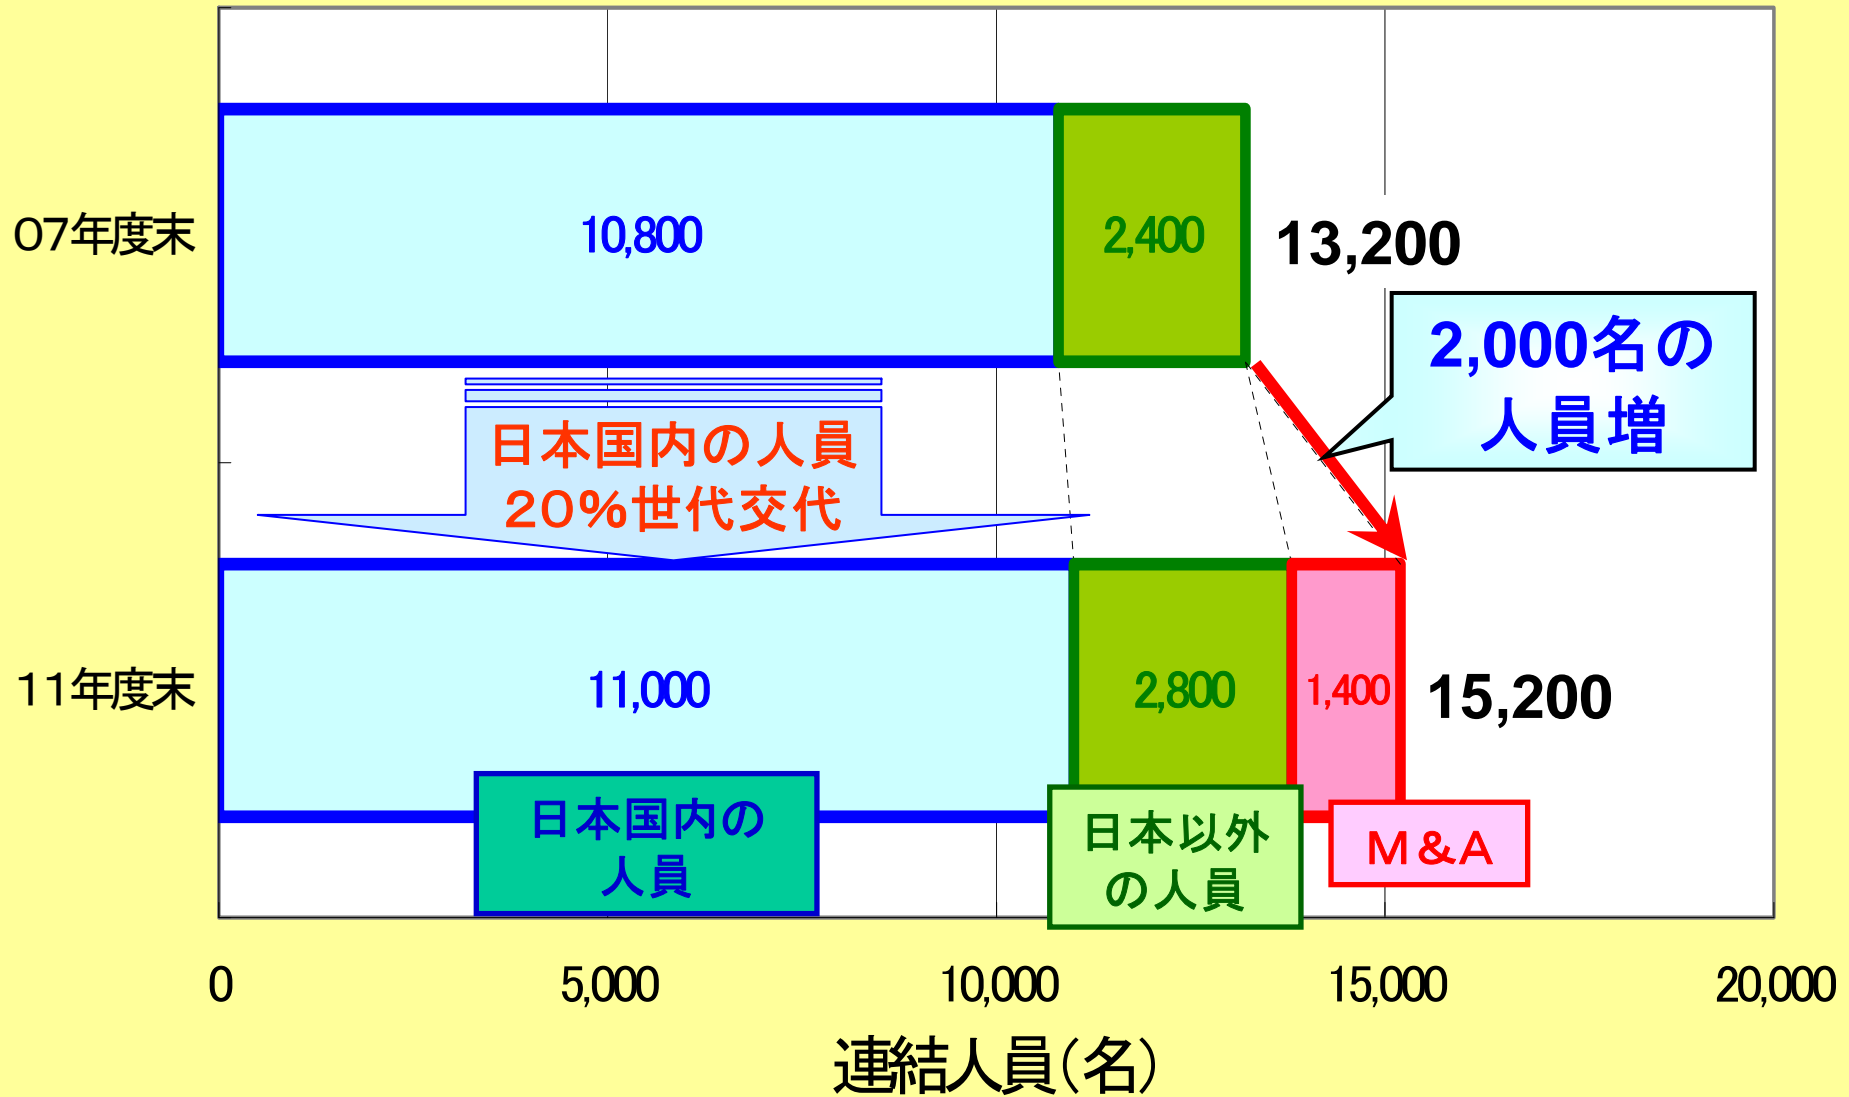 07年度末
10,800
2,400
13,200
2,000名の
人員増
日本国内の人員
20%世代交代
11年度末
11,000
2,800
1,400
15,200
日本国内の
人員
日本以外
の人員
M&A
0
5,000
10,000
15,000
20,000
連結人員(名)